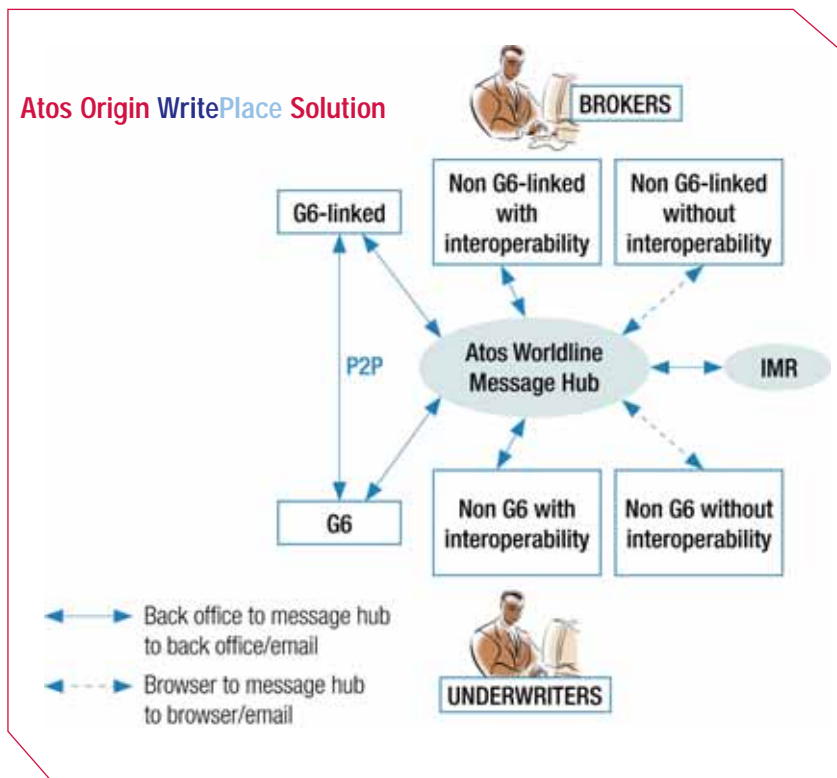 Atos Origin WritePlace Solution
BROKERS
G6-linked
Non G6-linked
with
interoperability
Non G6-linked
without
interoperability
P2P
Atos Worldline
Message Hub
IMR
G6
Non G6 with
interoperability
Non G6 without
interoperability
Back office to message hub
to back office/email
Browser to message hub
to browser/email
UNDERWRITERS